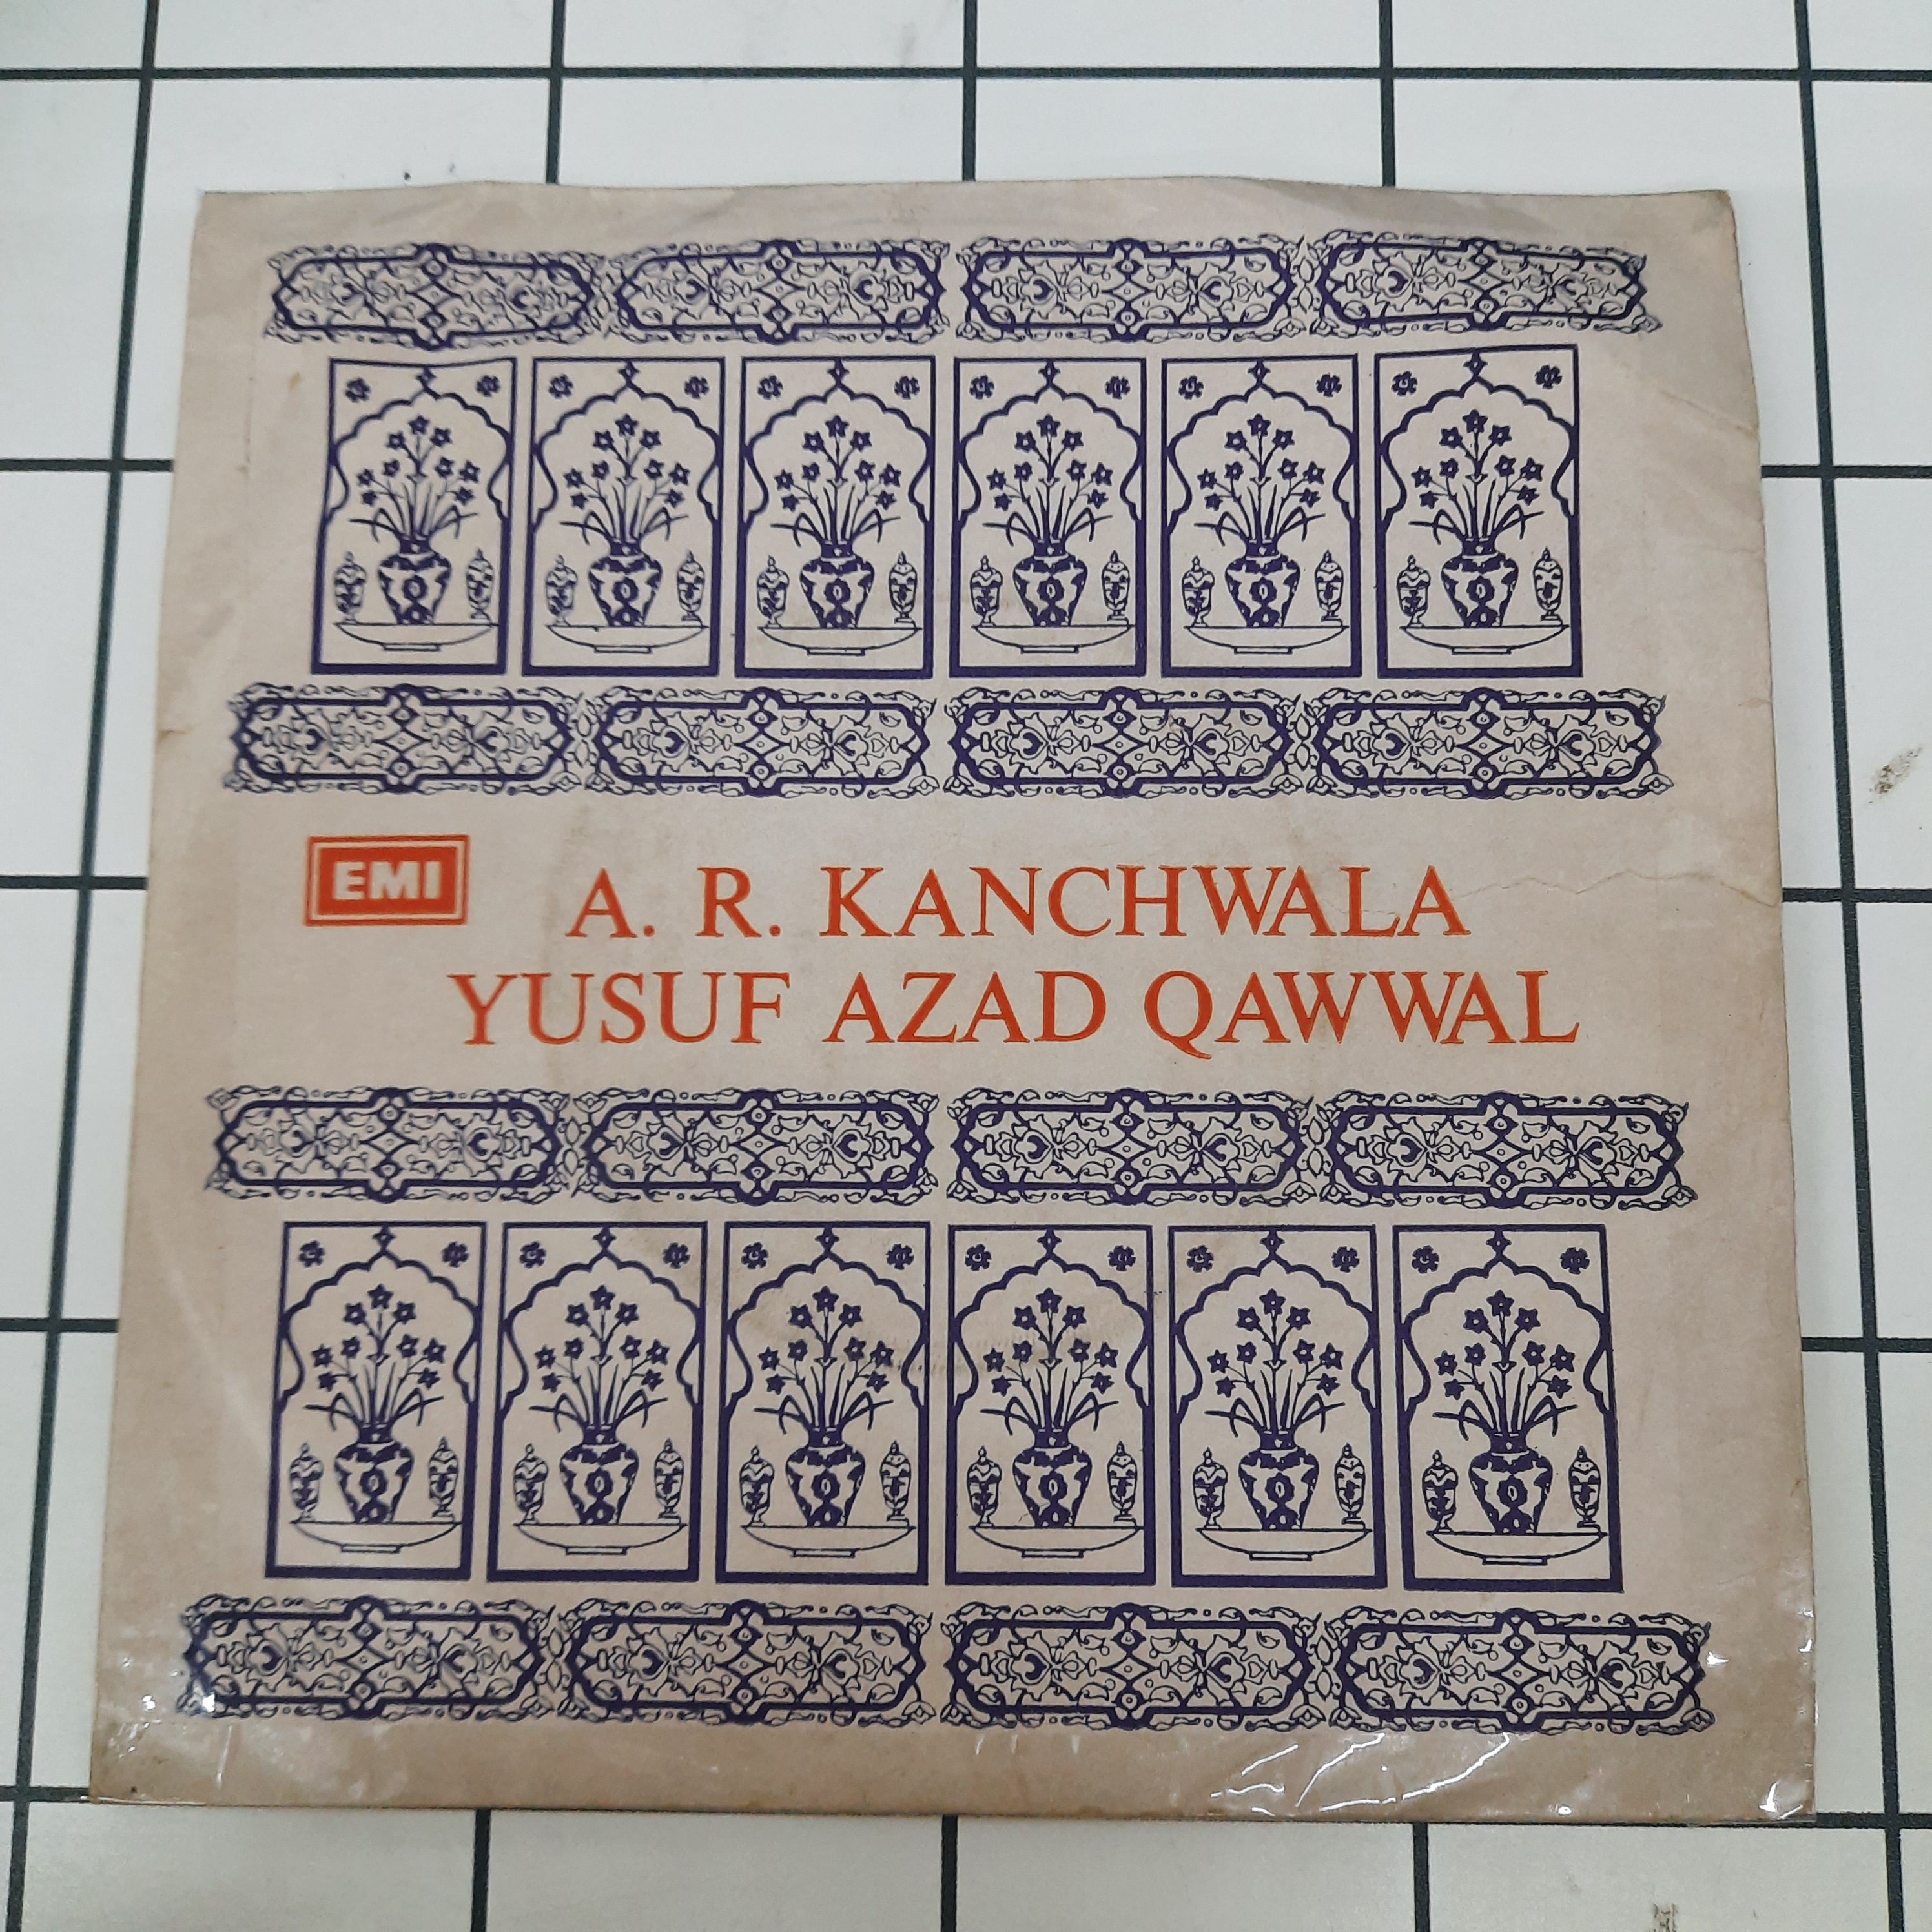 EMI
A. R. KANCHWALA
YUSUF AZAD QAWWAL